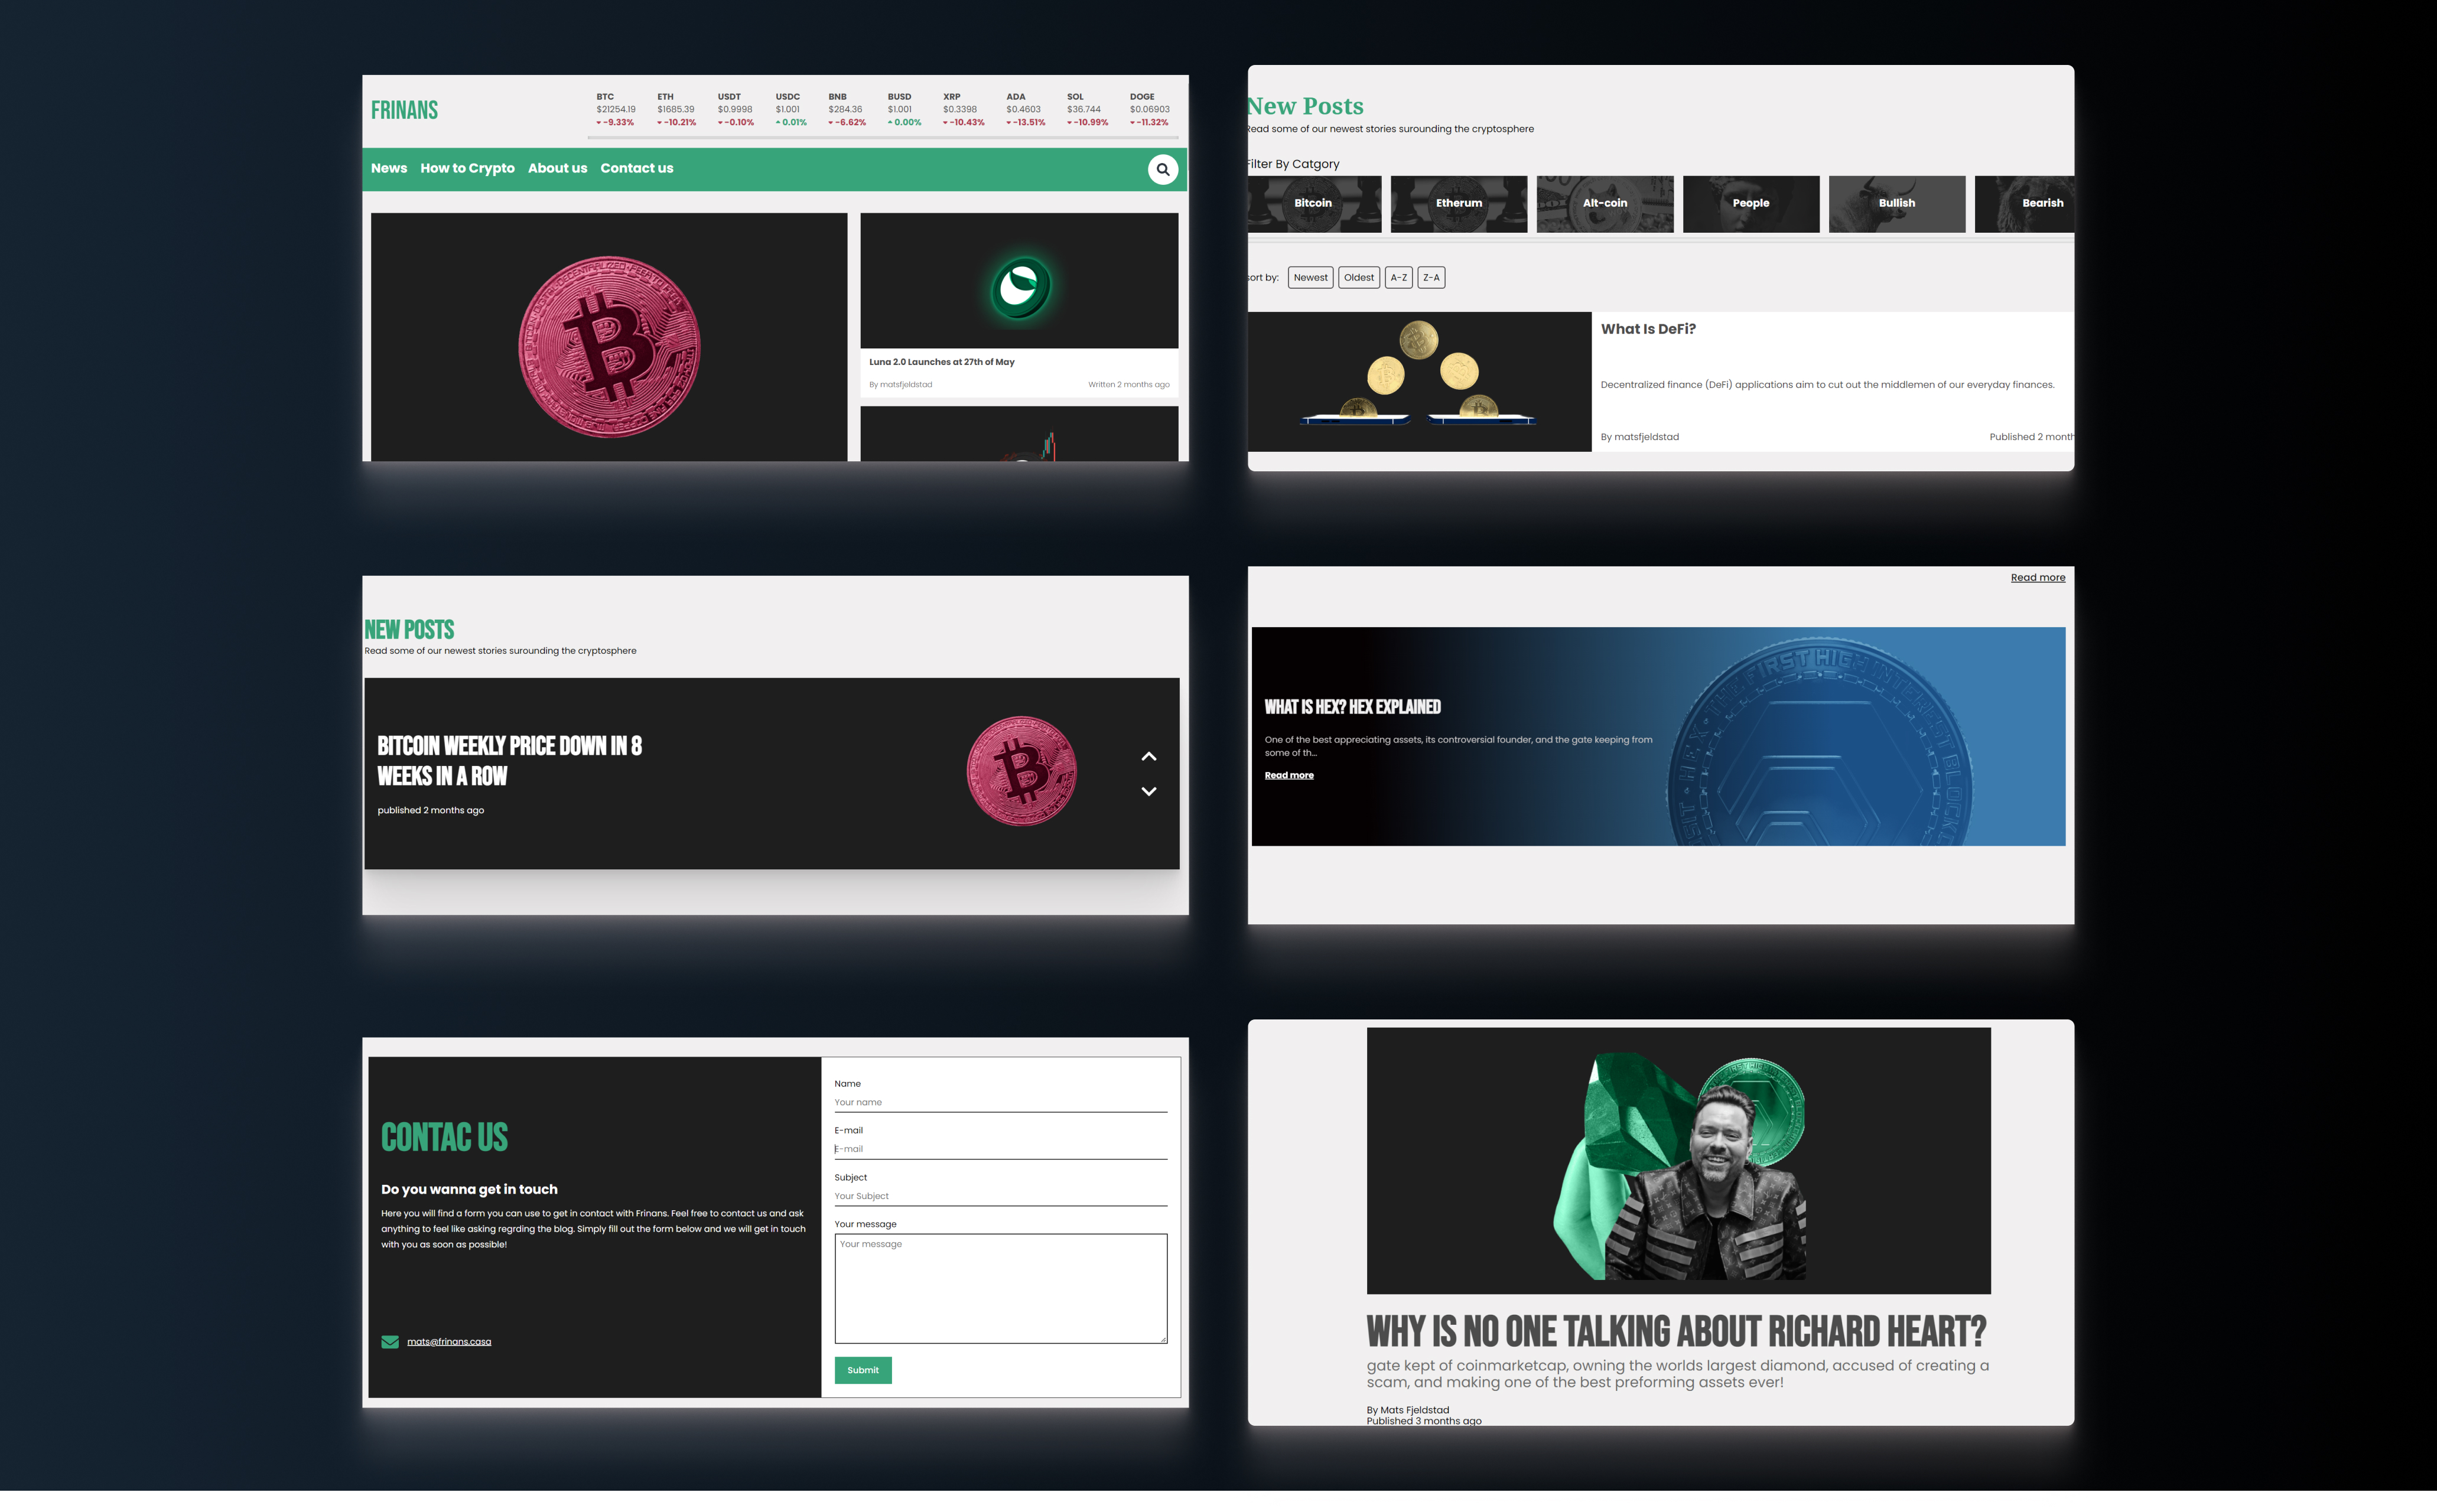 FRINANS
BTC ETH USDT USDC BNB BUSD XRP ADA SOL DOGE
$21254.19 $1685.39 $0.9998 $1.001 $284.36 $1.001 $0.3398 $0.4603 $36.744 $0.06903
-9.33% -10.21% -0.10% 0.01% -6.62% 0.00% -10.43% -13.51% -10.99% -11.32%
News How to Crypto About us Contact us
Luna 2.0 Launches at 27th of May
By matsfjeldstad Written 2 months ago
New Posts
Read some of our newest stories surounding the cryptosphere
Filter By Catgory
Bitcoin Etherum Alt-coin People Bullish Bearish
sort by: Newest Oldest A-Z Z-A
What Is DeFi?
Decentralized finance (DeFi) applications aim to cut out the middlemen of our everyday finances.
By matsfjeldstad Published 2 month
NEW POSTS
Read some of our newest stories surounding the cryptosphere
BITCOIN WEEKLY PRICE DOWN IN 8
WEEKS IN A ROW
published 2 months ago
Read more
WHAT IS HEX? HEX EXPLAINED
One of the best appreciating assets, its controversial founder, and the gate keeping from
some of th...
Read more
CONTAC US
Do you wanna get in touch
Here you will find a form you can use to get in contact with Frinans. Feel free to contact us and ask
anything to feel like asking regrding the blog. Simply fill out the form below and we will get in touch
with you as soon as possible!
mats@frinans.casa
Name
Your name
E-mail
E-mail
Subject
Your Subject
Your message
Your message
Submit
WHY IS NO ONE TALKING ABOUT RICHARD HEART?
gate kept of coinmarketcap, owning the worlds largest diamond, accused of creating a
scam, and making one of the best preforming assets ever!
By Mats Fjeldstad
Published 3 months ago